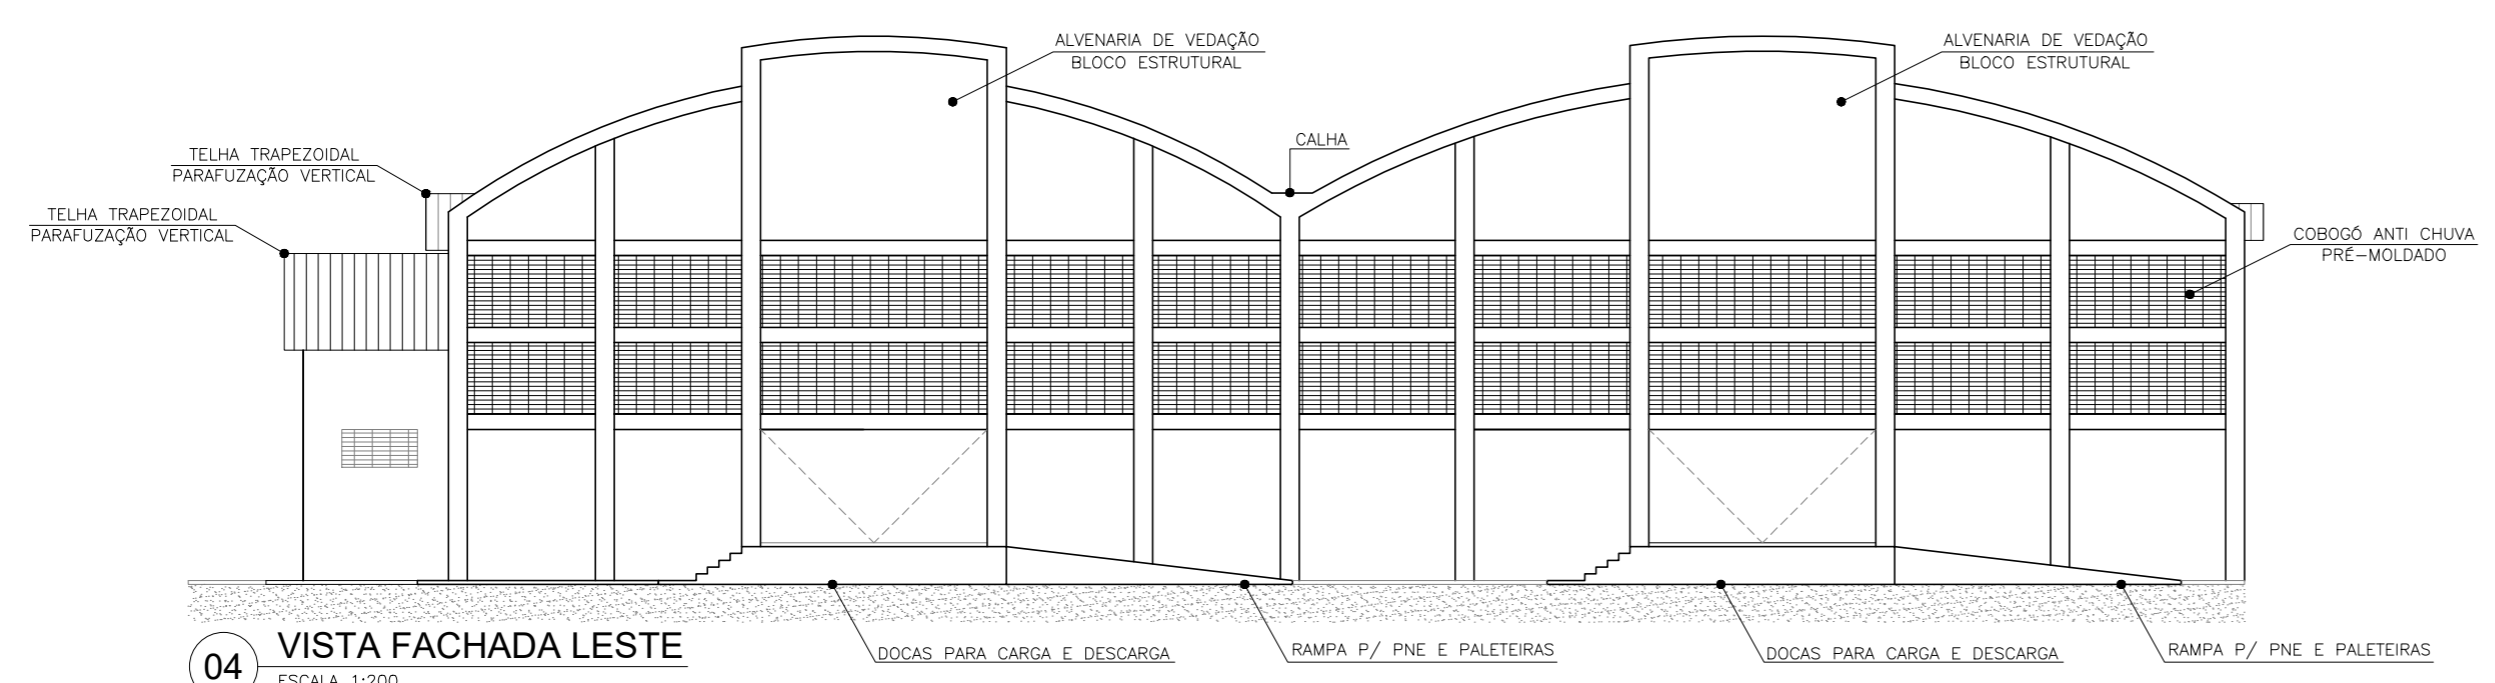 ALVENARIA DE VEDAÇÃO
BLOCO ESTRUTURAL
ALVENARIA DE VEDAÇÃO
BLOCO ESTRUTURAL
CALHA
TELHA TRAPEZOIDAL
PARAFUZAÇÃO VERTICAL
TELHA TRAPEZOIDAL
PARAFUZAÇÃO VERTICAL
COBOGÓ ANTI CHUVA
PRÉ-MOLDADO
04
VISTA FACHADA LESTE
ESCALA 1:200
DOCAS PARA CARGA E DESCARGA
RAMPA P/ PNE E PALETEIRAS
DOCAS PARA CARGA E DESCARGA
RAMPA P/ PNE E PALETEIRAS